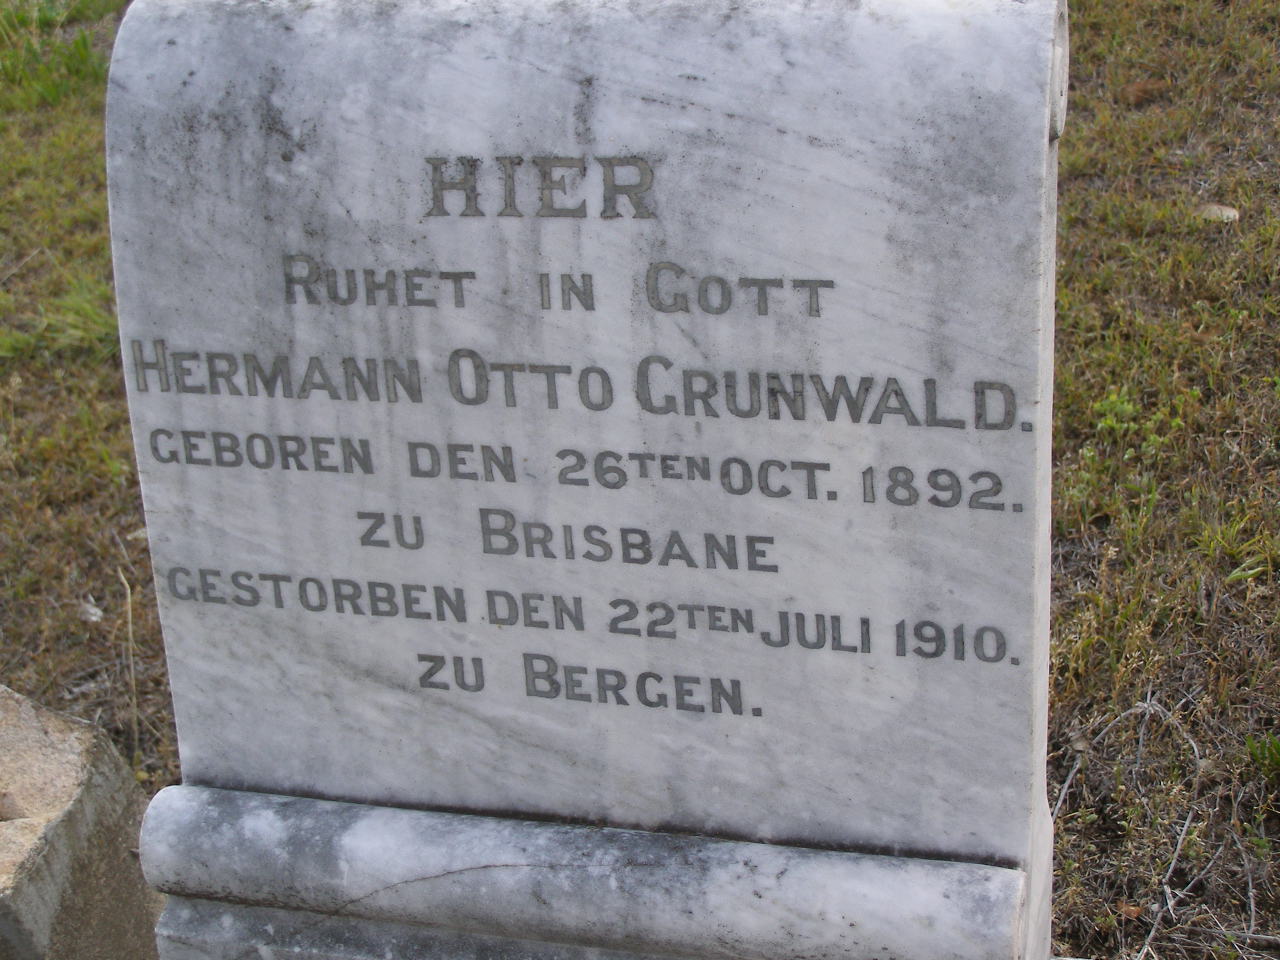 HIER
RUHET IN GOTT
HERMANN OTTO GRUNWALD.
GEBOREN DEN 26TEN OCT. 1892.
ZU BRISBANE
GESTORBEN DEN 22TEN JULI 1910.
ZU BERGEN.